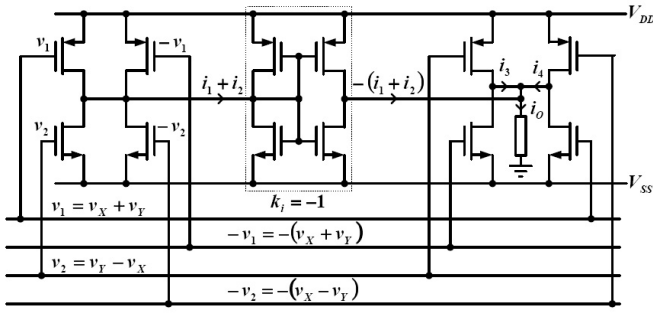 V_DD
v_1
-v_1
i_1 + i_2
-(i_1 + i_2)
i_3
i_4
i_O
v_2
-v_2
V_SS
k_i = -1
v_1 = v_X + v_Y
-v_1 = -(v_X + v_Y)
v_2 = v_Y - v_X
-v_2 = -(v_X - v_Y)